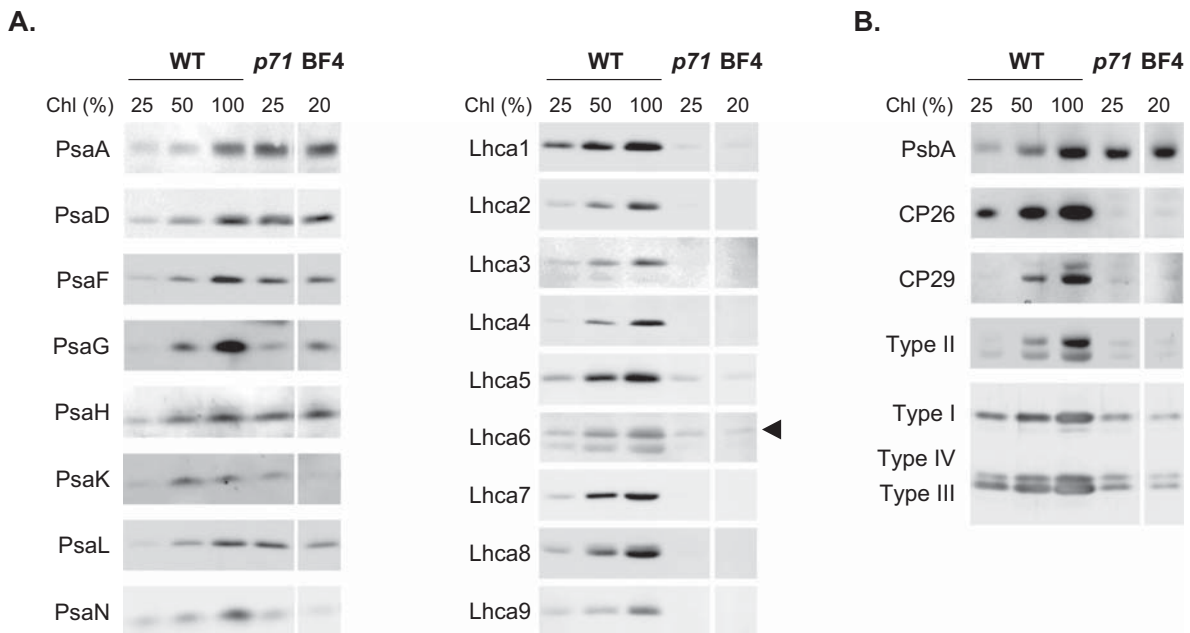 A.
WT p71 BF4
Chl (%) 25 50 100 25 20
PsaA
PsaD
PsaF
PsaG
PsaH
PsaK
PsaL
PsaN
WT p71 BF4
Chl (%) 25 50 100 25 20
Lhca1
Lhca2
Lhca3
Lhca4
Lhca5
Lhca6
Lhca7
Lhca8
Lhca9
B.
WT p71 BF4
25 50 100 25 20
PsbA
CP26
CP29
Type II
Type I
Type IV
Type III